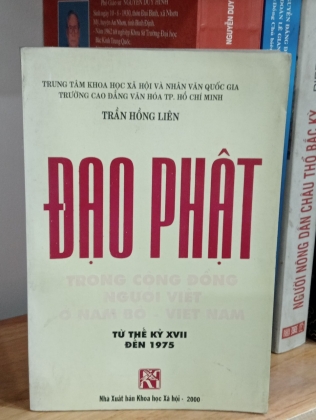 TRUNG TÂM KHOA HỌC XÃ HỘI VÀ NHÂN VĂN QUỐC GIA
TRƯỜNG CAO ĐẲNG VĂN HÓA TP. HỒ CHÍ MINH
TRẦN HỒNG LIÊN
ĐẠO PHẬT
TRONG CỘNG ĐỒNG
NGƯỜI VIỆT
Ở NAM BỘ - VIỆT NAM
TỪ THẾ KỶ XVII
ĐẾN 1975
Nhà Xuất bản Khoa học Xã hội - 2000
NGUYỄN DUY
NGƯỜI NÔNG DÂN CHÂU THỔ BẮC KỲ